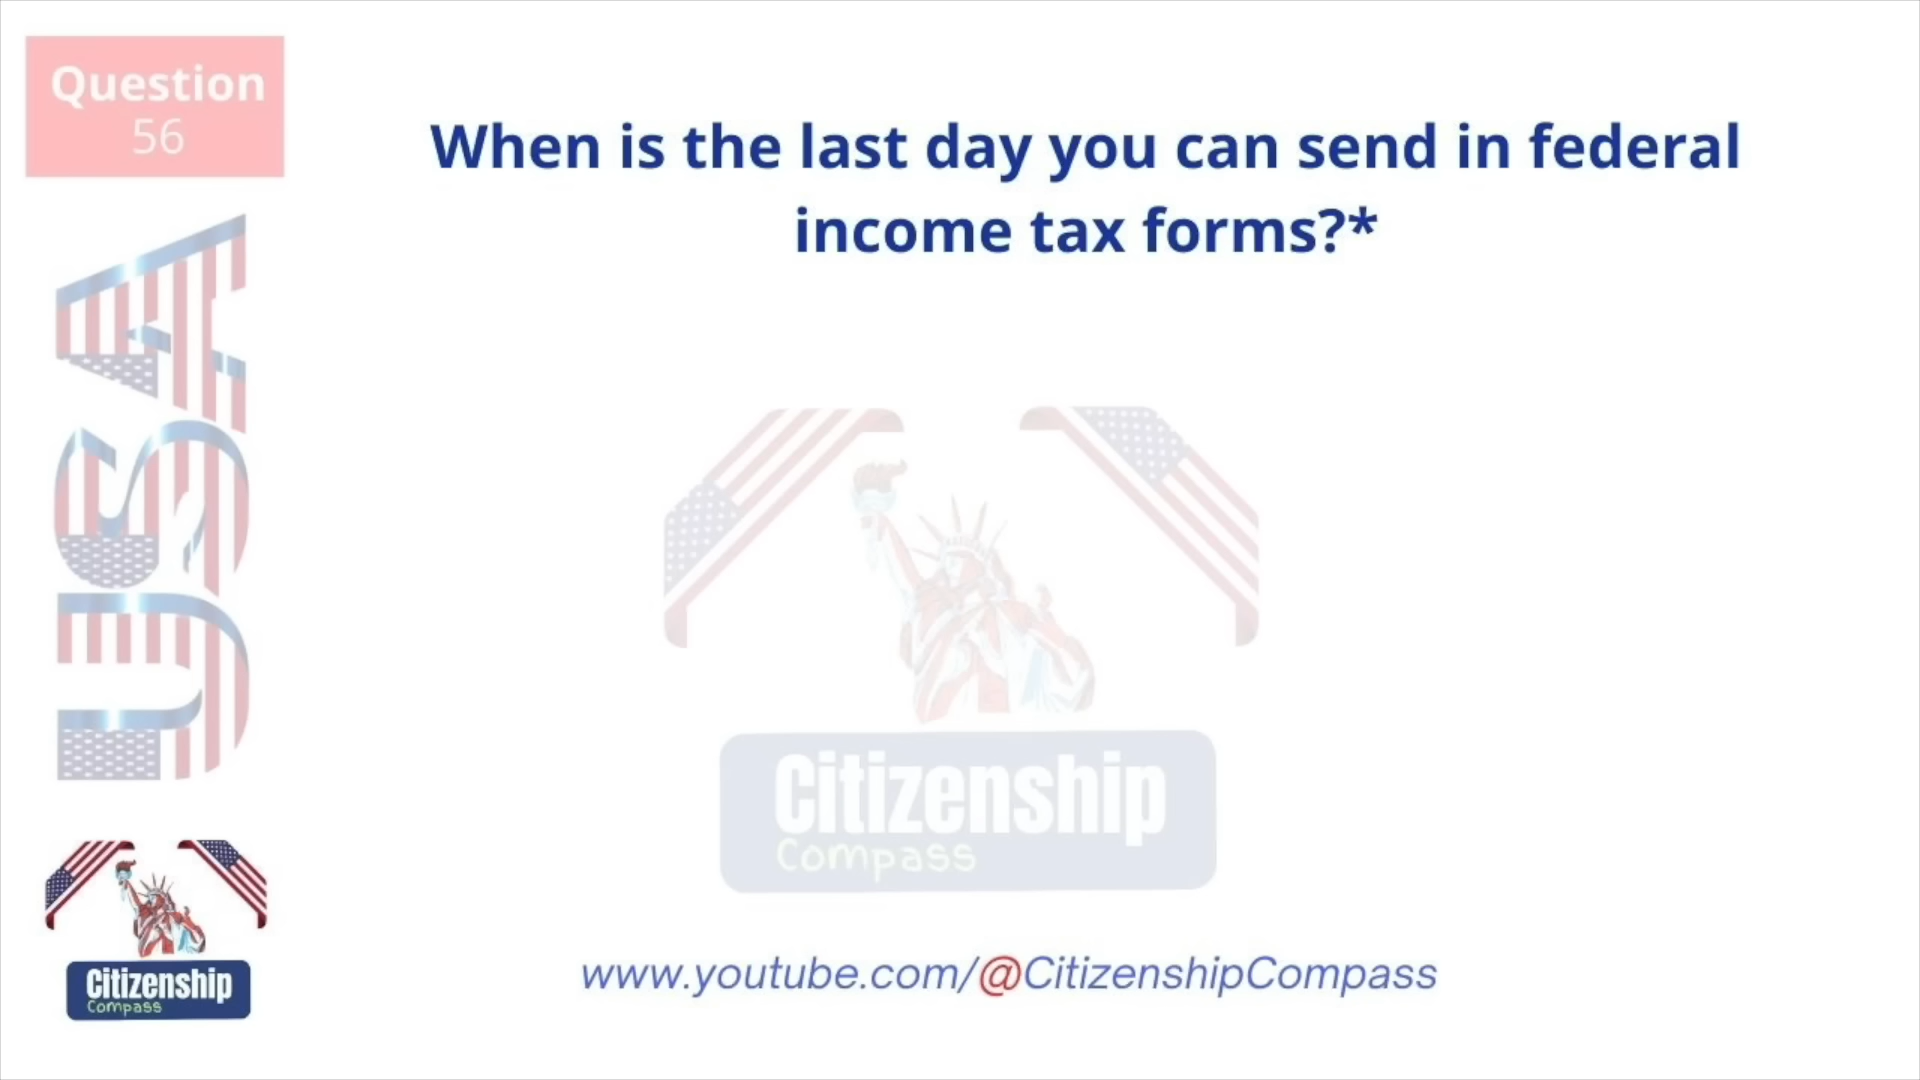 Question
56
When is the last day you can send in federal
income tax forms?*
USA
Citizenship
Compass
Citizenship
Compass
www.youtube.com/@CitizenshipCompass